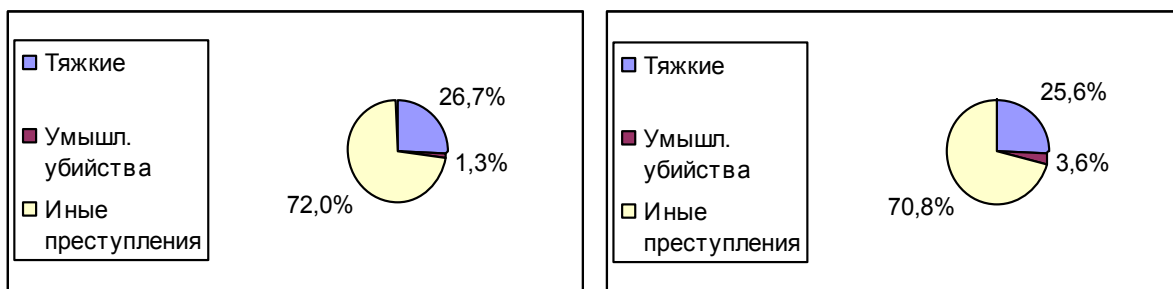 Тяжкие
Умышл.
убийства
Иные
преступления
26,7%
1,3%
72,0%
Тяжкие
Умышл.
убийства
Иные
преступления
25,6%
3,6%
70,8%